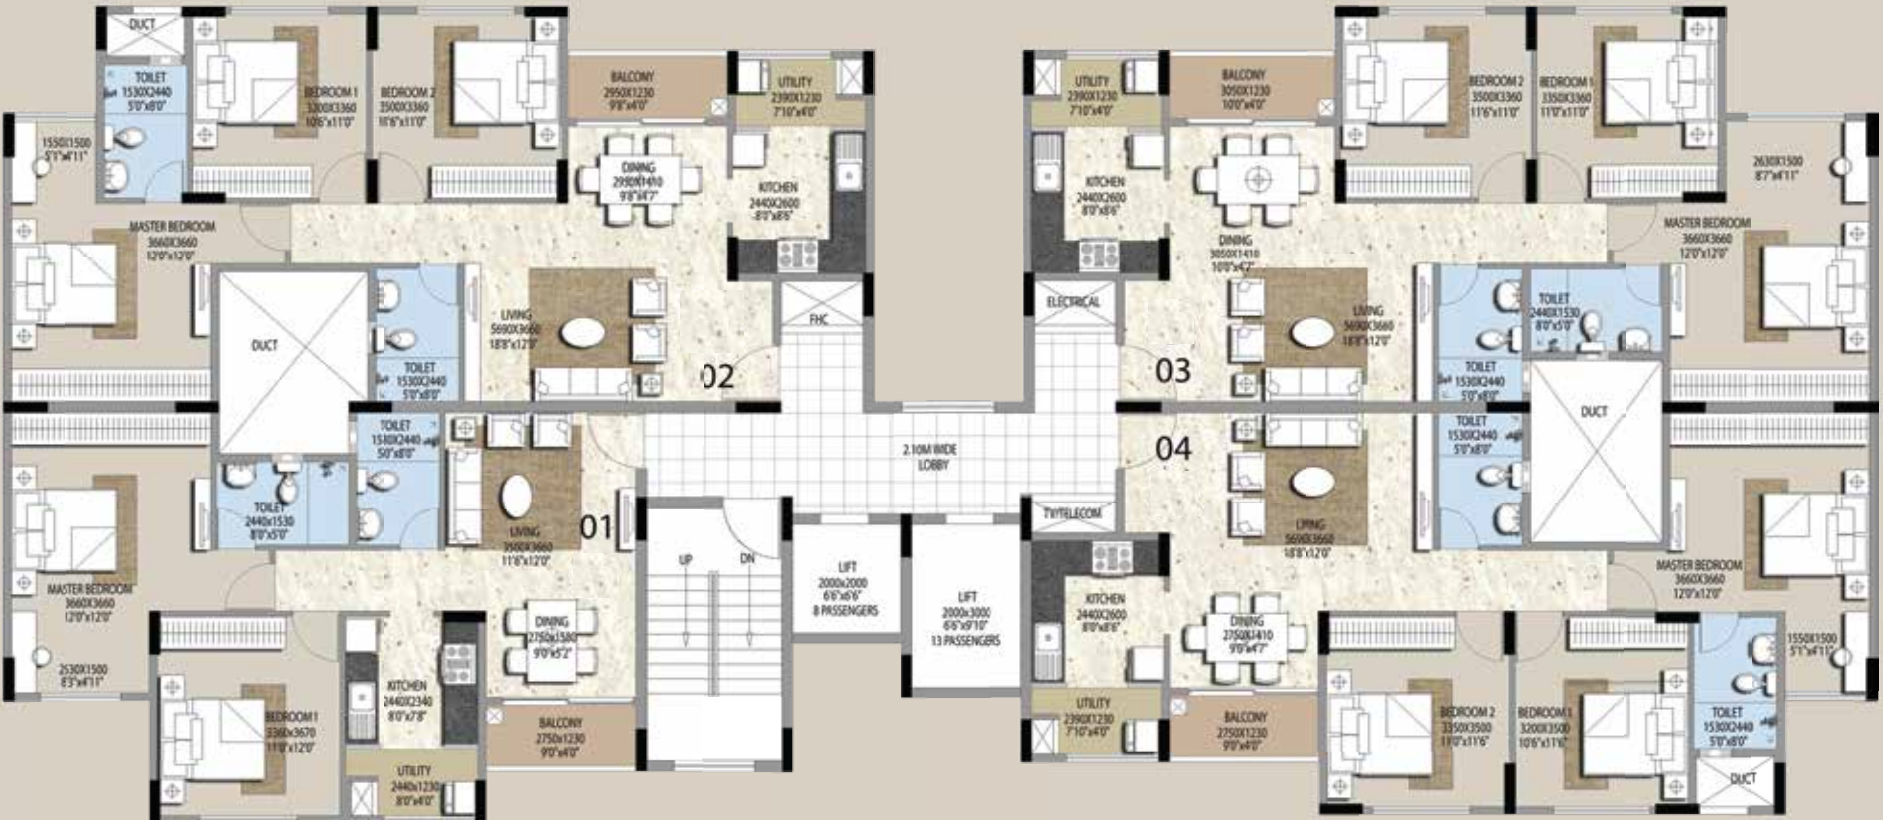 DUCT
TOILET
1530X2440
5'0"x8'0"
BEDROOM 1
3200X3360
10'6"x11'0"
BEDROOM 2
3500X3360
11'6"x11'0"
BALCONY
2950X1230
9'8"x4'0"
UTILITY
2390X1230
7'10"x4'0"
1550X1500
5'1"x4'11"
DINING
2950X1410
9'8"x4'7"
KITCHEN
2440X2600
8'0"x8'6"
MASTER BEDROOM
3660X3660
12'0"x12'0"
DUCT
TOILET
1530X2440
5'0"x8'0"
LIVING
5690X3660
18'8"x12'0"
FHC
02
UTILITY
2390X1230
7'10"x4'0"
BALCONY
3050X1230
10'0"x4'0"
BEDROOM 2
3500X3360
11'6"x11'0"
BEDROOM 1
3350X3360
11'0"x11'0"
2630X1500
8'7"x4'11"
KITCHEN
2440X2600
8'0"x8'6"
DINING
3050X1410
10'0"x4'7"
MASTER BEDROOM
3660X3660
12'0"x12'0"
ELECTRICAL
LIVING
5690X3660
18'8"x12'0"
TOILET
2440X1530
8'0"x5'0"
TOILET
1530X2440
5'0"x8'0"
03
DUCT
TOILET
1530X2440
5'0"x8'0"
TOILET
2440x1530
8'0"x5'0"
LIVING
3500X3660
11'6"x12'0"
01
MASTER BEDROOM
3660X3660
12'0"x12'0"
2530X1500
8'3"x4'11"
DINING
2750x1580
9'0"x5'2"
BEDROOM1
3360x3670
11'0"x12'0"
KITCHEN
2440X2340
8'0"x7'8"
BALCONY
2750x1230
9'0"x4'0"
UTILITY
2440x1230
8'0"x4'0"
2.10M WIDE
LOBBY
UP
DN
LIFT
2000x2000
6'6"x6'6"
8 PASSENGERS
LIFT
2000x3000
6'6"x9'10"
13 PASSENGERS
04
TV/TELECOM
TOILET
1530X2440
5'0"x8'0"
LIVING
5690X3660
18'8"x12'0"
KITCHEN
2440X2600
8'0"x8'6"
DINING
2750X1410
9'0"x4'7"
MASTER BEDROOM
3660X3660
12'0"x12'0"
1550X1500
5'1"x4'11"
UTILITY
2390X1230
7'10"x4'0"
BALCONY
2750X1230
9'0"x4'0"
BEDROOM 2
3350X3500
11'0"x11'6"
BEDROOM 1
3200X3500
10'6"x11'6"
TOILET
1530X2440
5'0"x8'0"
DUCT